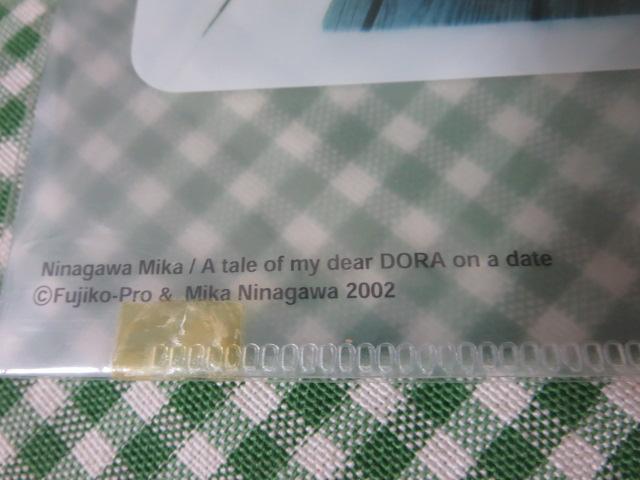 Ninagawa Mika / A tale of my dear DORA on a date
©Fujiko-Pro & Mika Ninagawa 2002